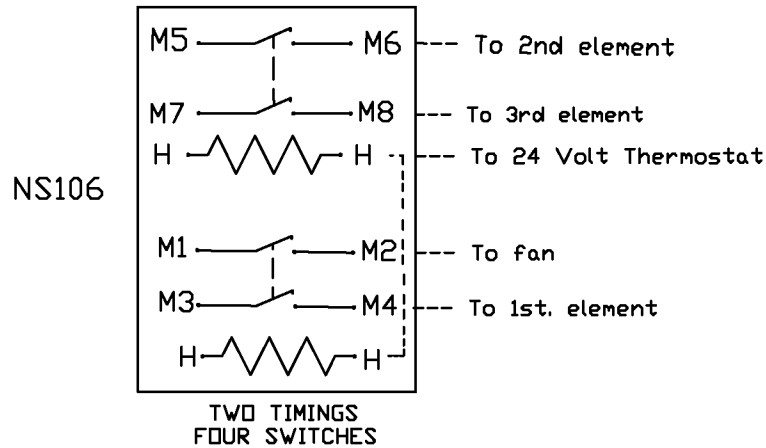 M5 M6 To 2nd element
M7 M8 To 3rd element
H H To 24 Volt Thermostat
NS106
M1 M2 To fan
M3 M4 To 1st. element
H H
TWO TIMINGS
FOUR SWITCHES